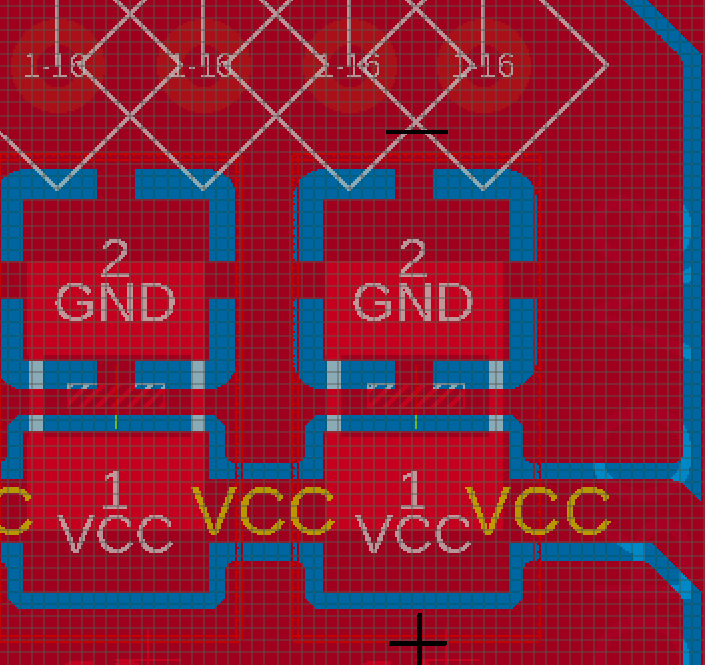 1-16 1-16 1-16 1-16
2 2
GND GND
1 1
C VCC VCC
VCC VCC